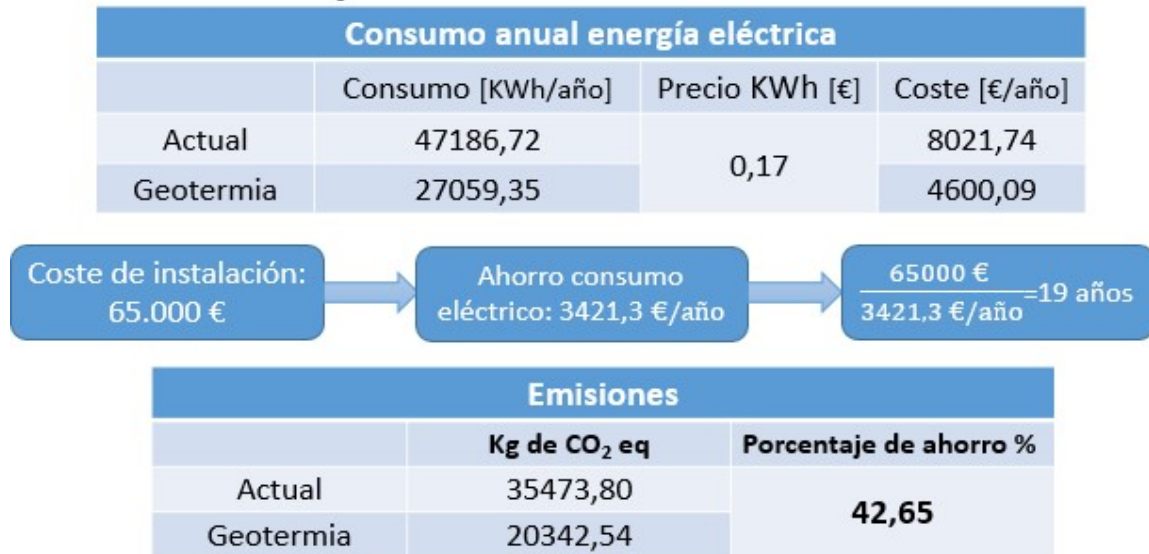 Consumo anual energía eléctrica
Consumo [KWh/año] Precio KWh [€] Coste [€/año]
Actual 47186,72 0,17 8021,74
Geotermia 27059,35 4600,09
Coste de instalación:
65.000 €
Ahorro consumo
eléctrico: 3421,3 €/año
65000 €
3421,3 €/año
=19 años
Emisiones
Kg de CO₂ eq Porcentaje de ahorro %
Actual 35473,80 42,65
Geotermia 20342,54